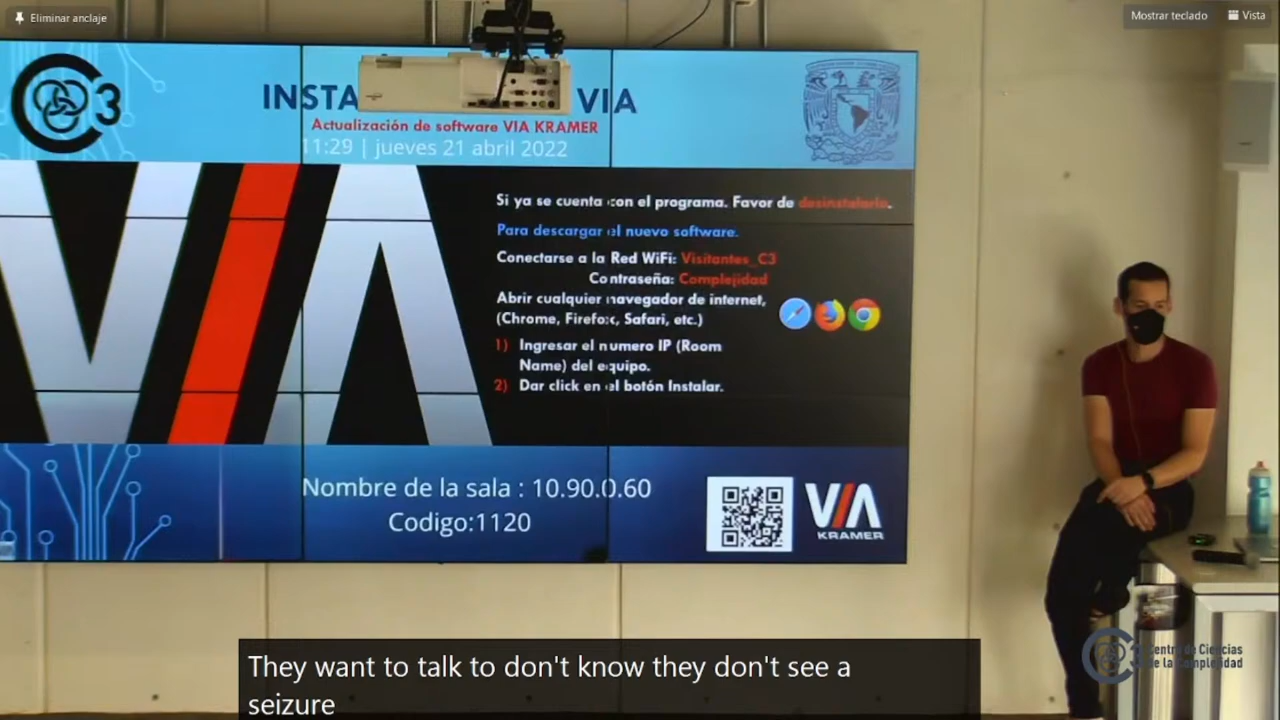 Eliminar anclaje
Mostrar teclado
Vista
3
INSTA VIA
Actualización de software VIA KRAMER
11:29 | jueves 21 abril 2022
VIA
Si ya se cuenta con el programa. Favor de desinstalarlo.
Para descargar el nuevo software.
Conectarse a la Red WiFi: Visitantes_C3
Contraseña: Complejidad
Abrir cualquier navegador de internet,
(Chrome, Firefox, Safari, etc.)
1) Ingresar el numero IP (Room
Name) del equipo.
2) Dar click en el botón Instalar.
Nombre de la sala : 10.90.0.60
Codigo:1120
VIA
KRAMER
C3 Centro de Ciencias
de la Complejidad
They want to talk to don't know they don't see a
seizure